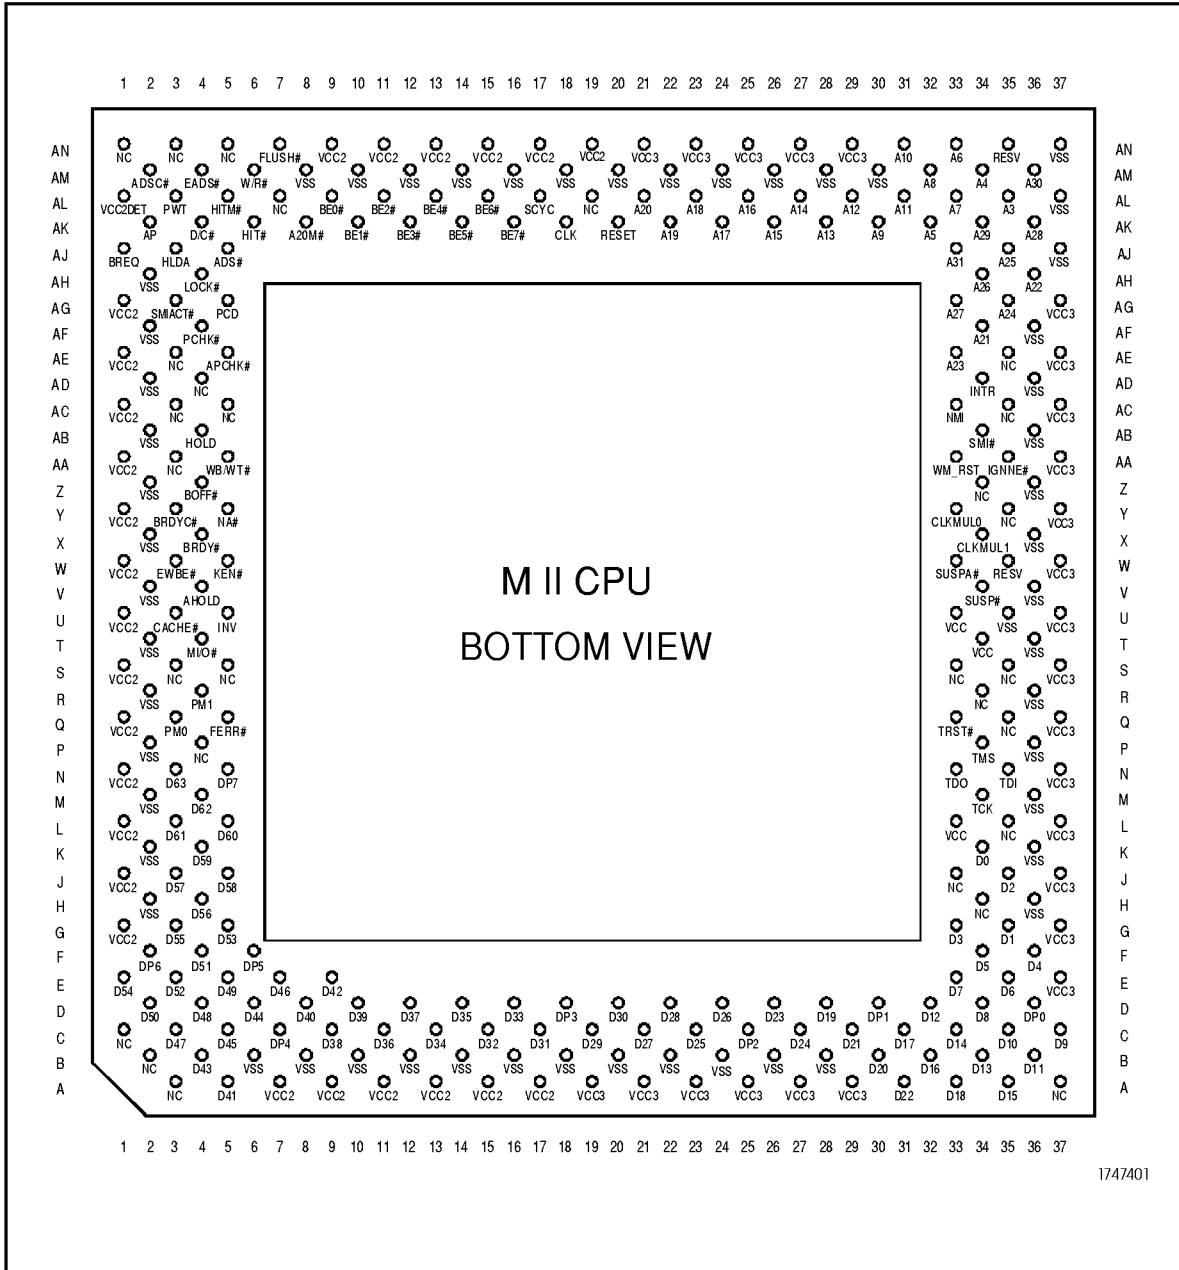 1 2 3 4 5 6 7 8 9 10 11 12 13 14 15 16 17 18 19 20 21 22 23 24 25 26 27 28 29 30 31 32 33 34 35 36 37
AN NC NC NC FLUSH# VCC2 VCC2 VCC2 VCC2 VCC2 VCC2 VCC3 VCC3 VCC3 VCC3 VCC3 A10 A6 RESV VSS AN
AM ADSC# EADS# W/R# VSS VSS VSS VSS VSS VSS VSS VSS VSS VSS VSS VSS A8 A4 A30 AM
AL VCC2DET PWT HITM# NC BE0# BE2# BE4# BE6# SCYC NC A20 A18 A16 A14 A12 A11 A7 A3 VSS AL
AK AP D/C# HIT# A20M# BE1# BE3# BE5# BE7# CLK RESET A19 A17 A15 A13 A9 A5 A29 A28 AK
AJ BREQ HLDA ADS# A31 A25 VSS AJ
AH VSS LOCK# A26 A22 AH
AG VCC2 SMIACT# PCD A27 A24 VCC3 AG
AF VSS PCHK# A21 VSS AF
AE VCC2 NC APCHK# A23 NC VCC3 AE
AD VSS NC INTR VSS AD
AC VCC2 NC NC NMI NC VCC3 AC
AB VSS HOLD SMI# VSS AB
AA VCC2 NC WB/WT# WM_RST IGNNE# VCC3 AA
Z VSS BOFF# NC VSS Z
Y VCC2 BRDYC# NA# CLKMUL0 NC VCC3 Y
X VSS BRDY# CLKMUL1 VSS X
W VCC2 EWBE# KEN# SUSPA# RESV VCC3 W
M II CPU
V VSS AHOLD SUSP# VSS V
U VCC2 CACHE# INV VCC VSS VCC3 U
BOTTOM VIEW
T VSS MI/O# VCC VSS T
S VCC2 NC NC NC NC VCC3 S
R VSS PM1 NC VSS R
Q VCC2 PM0 FERR# TRST# NC VCC3 Q
P VSS NC TMS VSS P
N VCC2 D63 DP7 TDO TDI VCC3 N
M VSS D62 TCK VSS M
L VCC2 D61 D60 VCC NC VCC3 L
K VSS D59 D0 VSS K
J VCC2 D57 D58 NC D2 VCC3 J
H VSS D56 NC VSS H
G VCC2 D55 D53 D3 D1 VCC3 G
F DP6 D51 DP5 D5 D4 F
E D54 D52 D49 D46 D42 D7 D6 VCC3 E
D D50 D48 D44 D40 D39 D37 D35 D33 DP3 D30 D28 D26 D23 D19 DP1 D12 D8 DP0 D
C NC D47 D45 DP4 D38 D36 D34 D32 D31 D29 D27 D25 DP2 D24 D21 D17 D14 D10 D9 C
B NC D43 VSS VSS VSS VSS VSS VSS VSS VSS VSS VSS VSS VSS D20 D16 D13 D11 B
A NC D41 VCC2 VCC2 VCC2 VCC2 VCC2 VCC2 VCC3 VCC3 VCC3 VCC3 VCC3 VCC3 D22 D18 D15 NC A
1 2 3 4 5 6 7 8 9 10 11 12 13 14 15 16 17 18 19 20 21 22 23 24 25 26 27 28 29 30 31 32 33 34 35 36 37
1747401